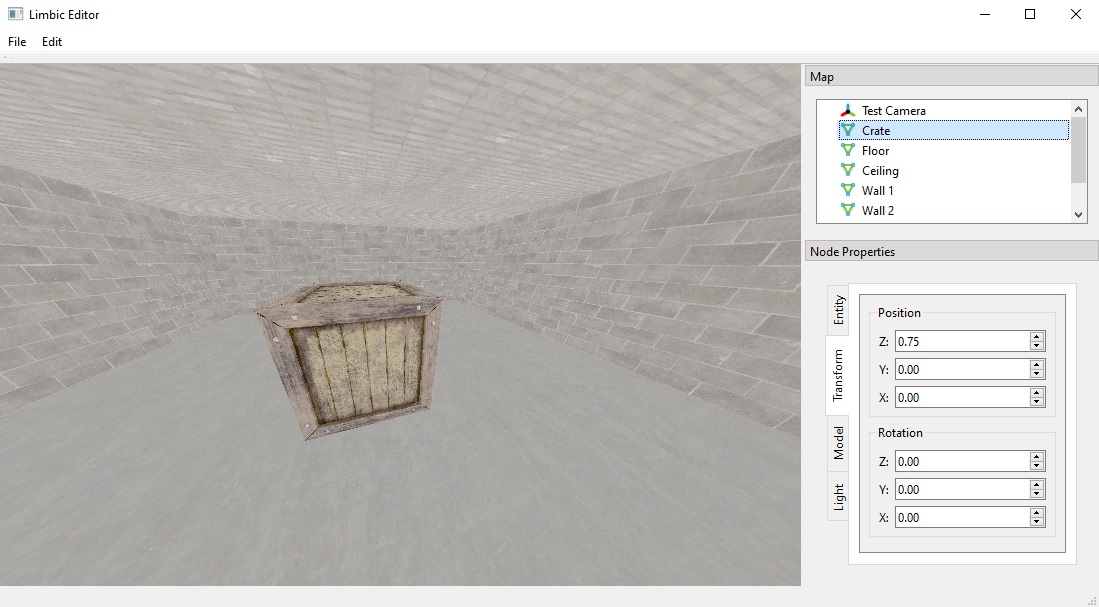 Limbic Editor
File Edit
Map
Test Camera
Crate
Floor
Ceiling
Wall 1
Wall 2
Node Properties
Entity
Transform
Model
Light
Position
Z: 0.75
Y: 0.00
X: 0.00
Rotation
Z: 0.00
Y: 0.00
X: 0.00